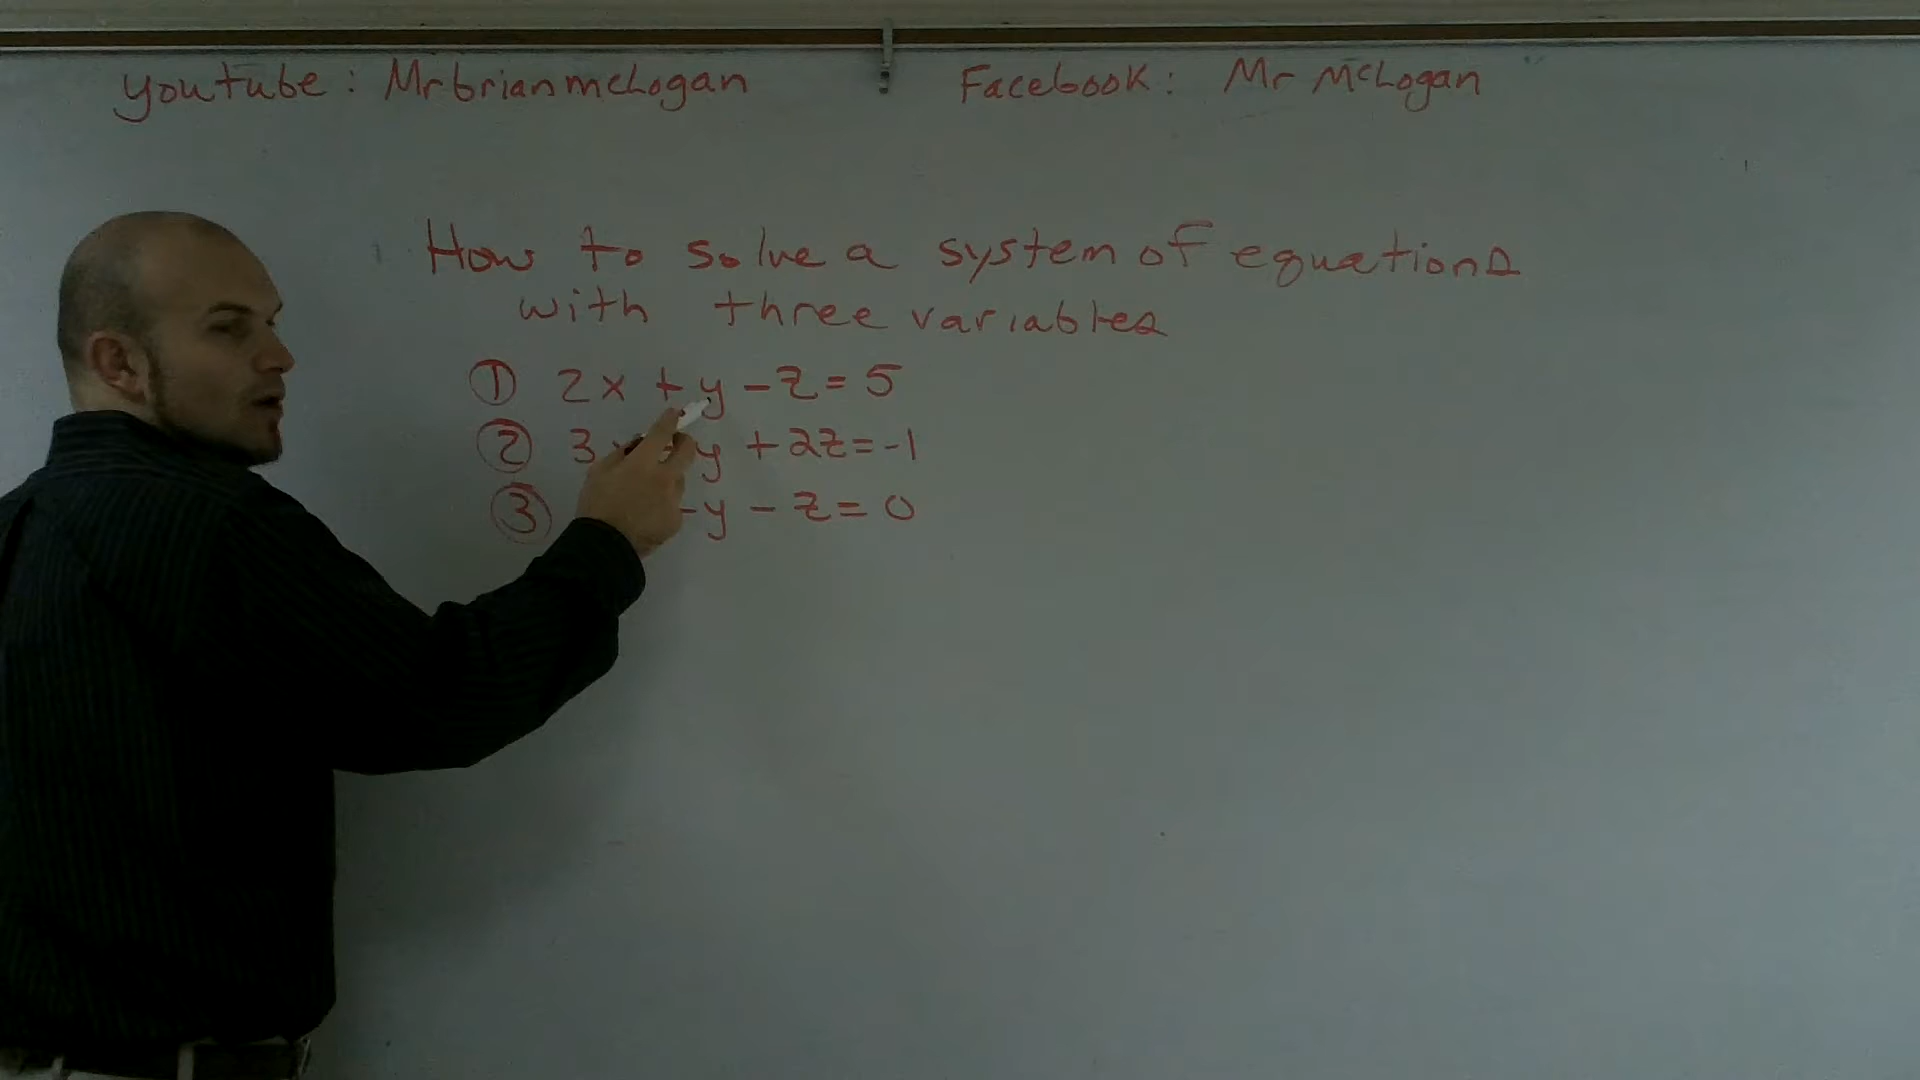 youtube: Mrbrianmclogan
Facebook: Mr McLogan
How to solve a system of equations
with three variables
① 2x + y - z = 5
② 3 y + 2z = -1
③ - y - z = 0